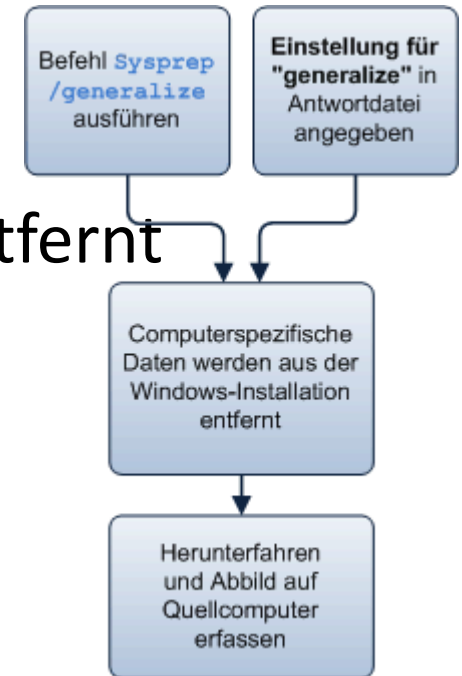 Befehl Sysprep
/generalize
ausführen
Einstellung für
"generalize" in
Antwortdatei
angegeben
tfernt
Computerspezifische
Daten werden aus der
Windows-Installation
entfernt
Herunterfahren
und Abbild auf
Quellcomputer
erfassen